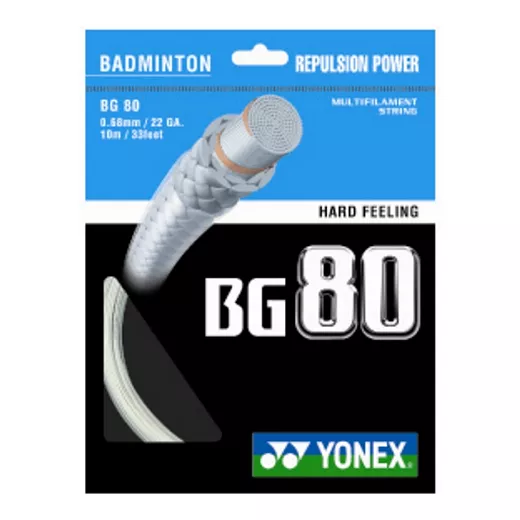 BADMINTON
REPULSION POWER
BG 80
0.68mm / 22 GA.
10m / 33feet
MULTIFILAMENT
STRING
HARD FEELING
BG80
YONEX